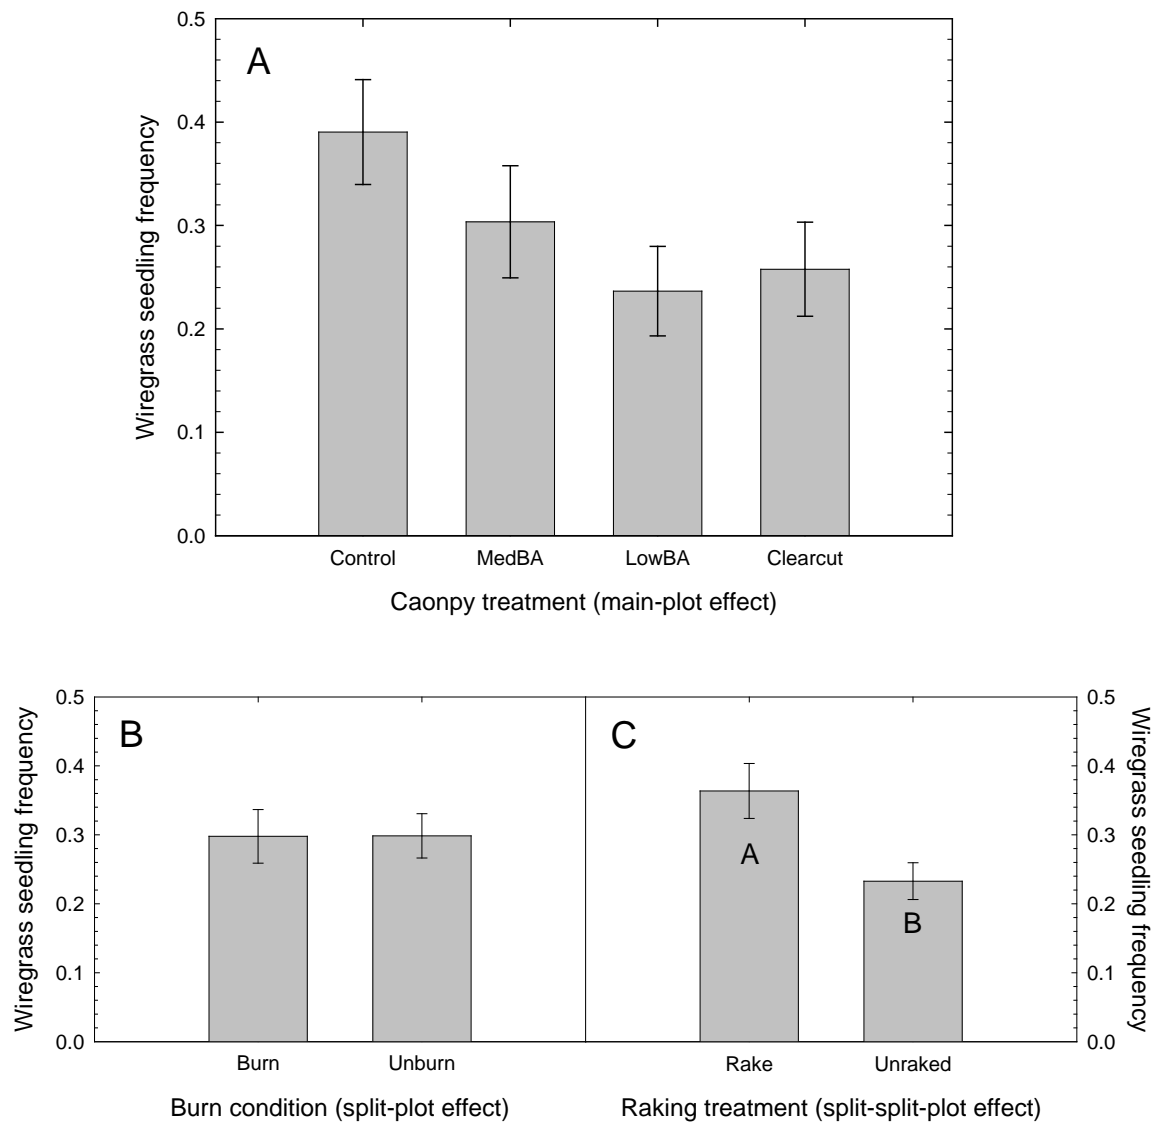 A
Wiregrass seedling frequency
0.5
0.4
0.3
0.2
0.1
0.0
Control MedBA LowBA Clearcut
Caonpy treatment (main-plot effect)
B
Wiregrass seedling frequency
0.5
0.4
0.3
0.2
0.1
0.0
Burn Unburn
Burn condition (split-plot effect)
C
A
B
0.5
0.4
0.3
0.2
0.1
0.0
Wiregrass seedling frequency
Rake Unraked
Raking treatment (split-split-plot effect)